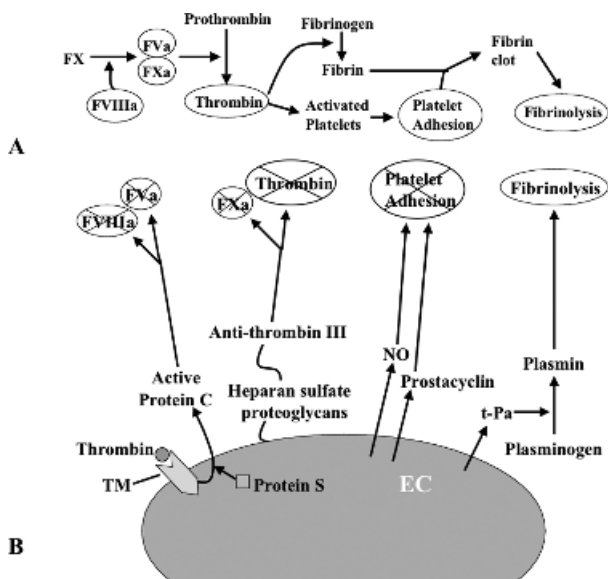 Prothrombin
Fibrinogen
FX
FVa
FXa
FVIIIa
Thrombin
Fibrin
Activated
Platelets
Platelet
Adhesion
Fibrin
clot
Fibrinolysis
A
FVa
FVIIIa
FXa
Thrombin
Platelet
Adhesion
Fibrinolysis
Anti-thrombin III
NO
Prostacyclin
Plasmin
Active
Protein C
Heparan sulfate
proteoglycans
t-Pa
Plasminogen
Thrombin
TM
Protein S
EC
B